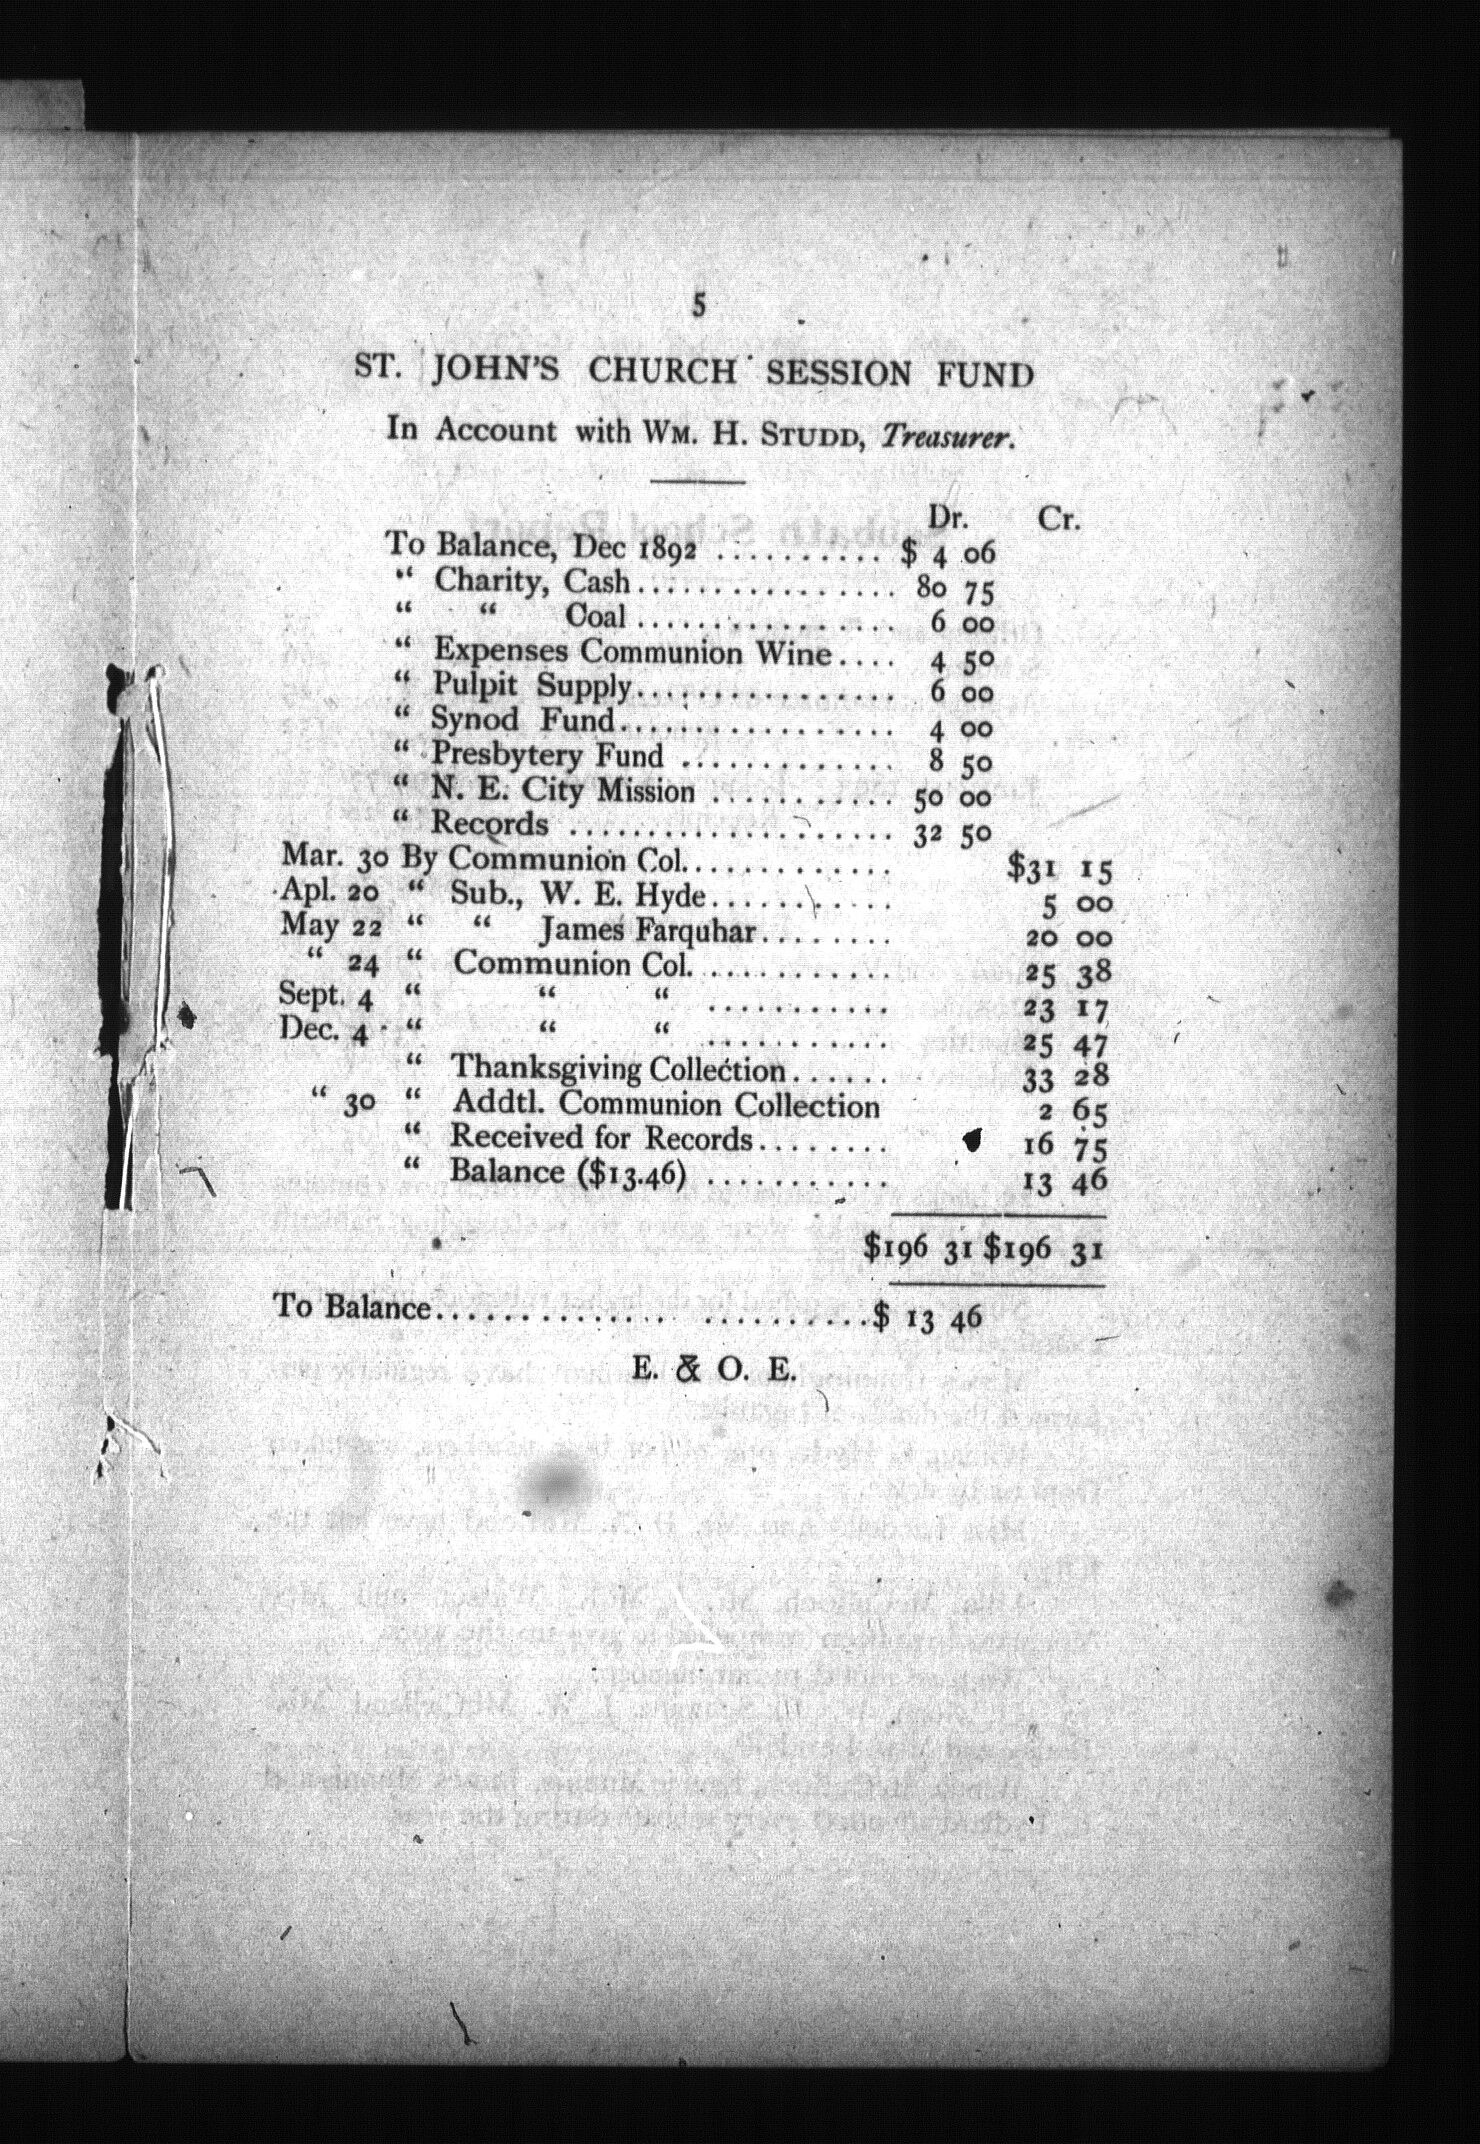 5
ST. JOHN'S CHURCH SESSION FUND
In Account with WM. H. STUDD, Treasurer.
Dr. Cr.
To Balance, Dec 1892 .......... $ 4 06
“ Charity, Cash ................ 80 75
“ “ Coal ................ 6 00
“ Expenses Communion Wine .... 4 50
“ Pulpit Supply ................ 6 00
“ Synod Fund ................. 4 00
“ Presbytery Fund ............. 8 50
“ N. E. City Mission ........... 50 00
“ Records .................... 32 50
Mar. 30 By Communion Col. ............ $31 15
Apl. 20 “ Sub., W. E. Hyde ........... 5 00
May 22 “ “ James Farquhar ........ 20 00
“ 24 “ Communion Col. ............ 25 38
Sept. 4 “ “ “ ........... 23 17
Dec. 4 “ “ “ ........... 25 47
“ Thanksgiving Collection ...... 33 28
“ 30 “ Addtl. Communion Collection 2 65
“ Received for Records ........ 16 75
“ Balance ($13.46) ........... 13 46
$196 31 $196 31
To Balance ........................ $ 13 46
E. & O. E.